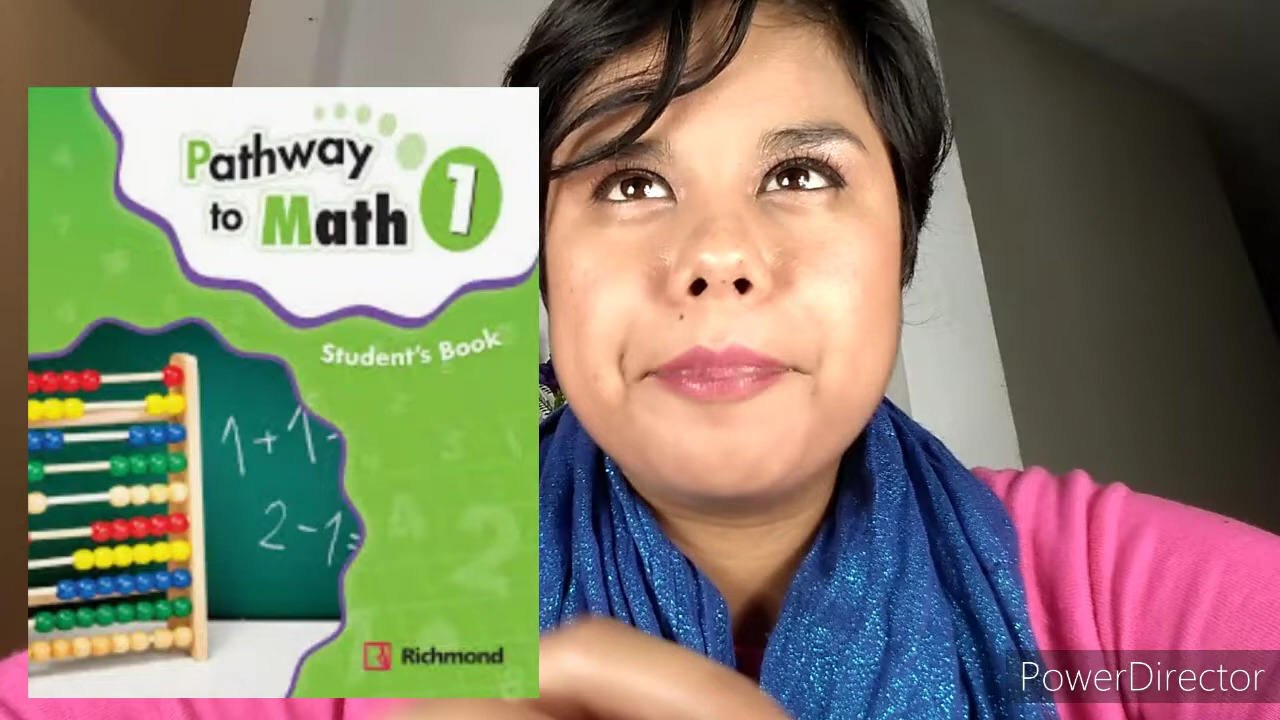 Pathway
to Math 1
Student's Book
1+1-
2-1=
Richmond
PowerDirector